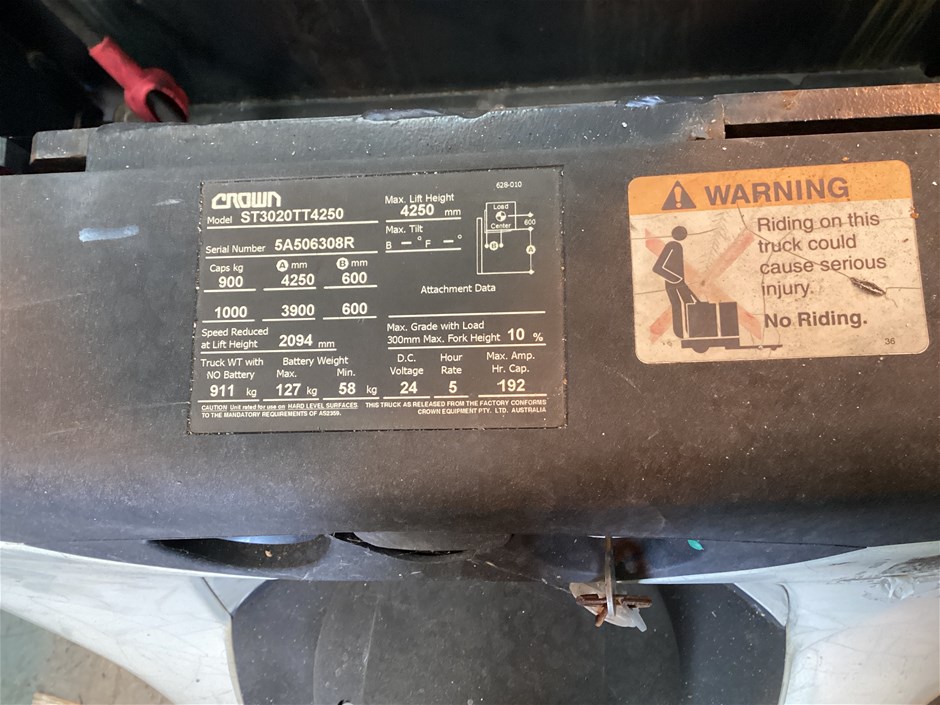 CROWN
Model ST3020TT4250
Serial Number 5A506308R
Caps kg A mm B mm
900 4250 600
1000 3900 600
Speed Reduced
at Lift Height 2094 mm
Truck WT with
NO Battery
911 kg
Battery Weight
Max. Min.
127 kg 58 kg
628-010
Max. Lift Height
4250 mm
Max. Tilt
B — ° F — °
Load
Center
600
B
A
Attachment Data
Max. Grade with Load
300mm Max. Fork Height 10 %
D.C.
Voltage
24
Hour
Rate
5
Max. Amp.
Hr. Cap.
192
CAUTION Unit rated for use on HARD LEVEL SURFACES. THIS TRUCK AS RELEASED FROM THE FACTORY CONFORMS
TO THE MANDATORY REQUIREMENTS OF AS2359. CROWN EQUIPMENT PTY. LTD. AUSTRALIA
WARNING
Riding on this
truck could
cause serious
injury.
No Riding.
36